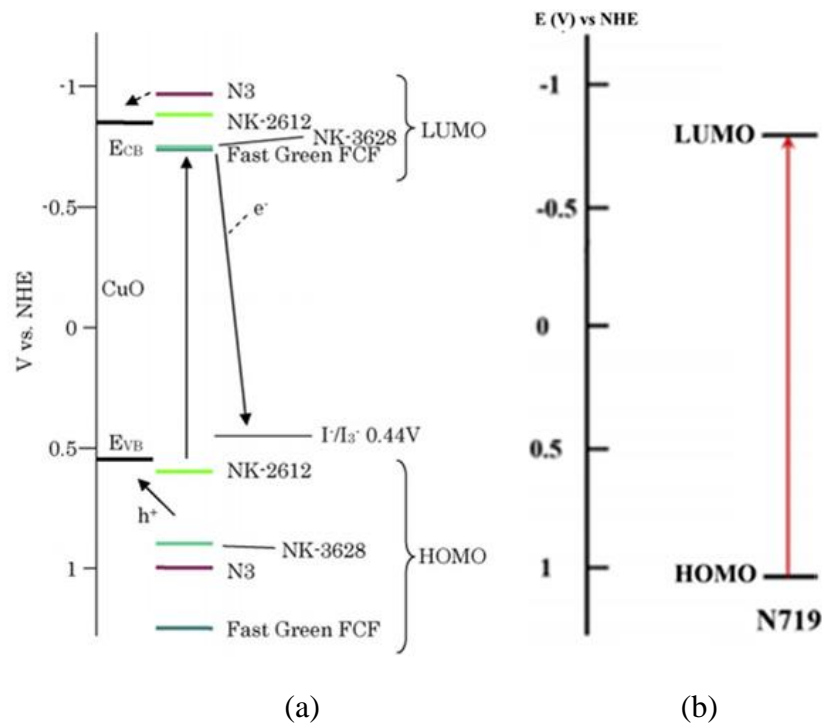 -1
-0.5
0
0.5
1
V vs. NHE
N3
NK-2612
NK-3628
Fast Green FCF
LUMO
ECB
e-
CuO
I-/I3- 0.44V
EVB
NK-2612
h+
NK-3628
N3
HOMO
Fast Green FCF
(a)
E (V) vs NHE
-1
-0.5
0
0.5
1
LUMO
HOMO
N719
(b)